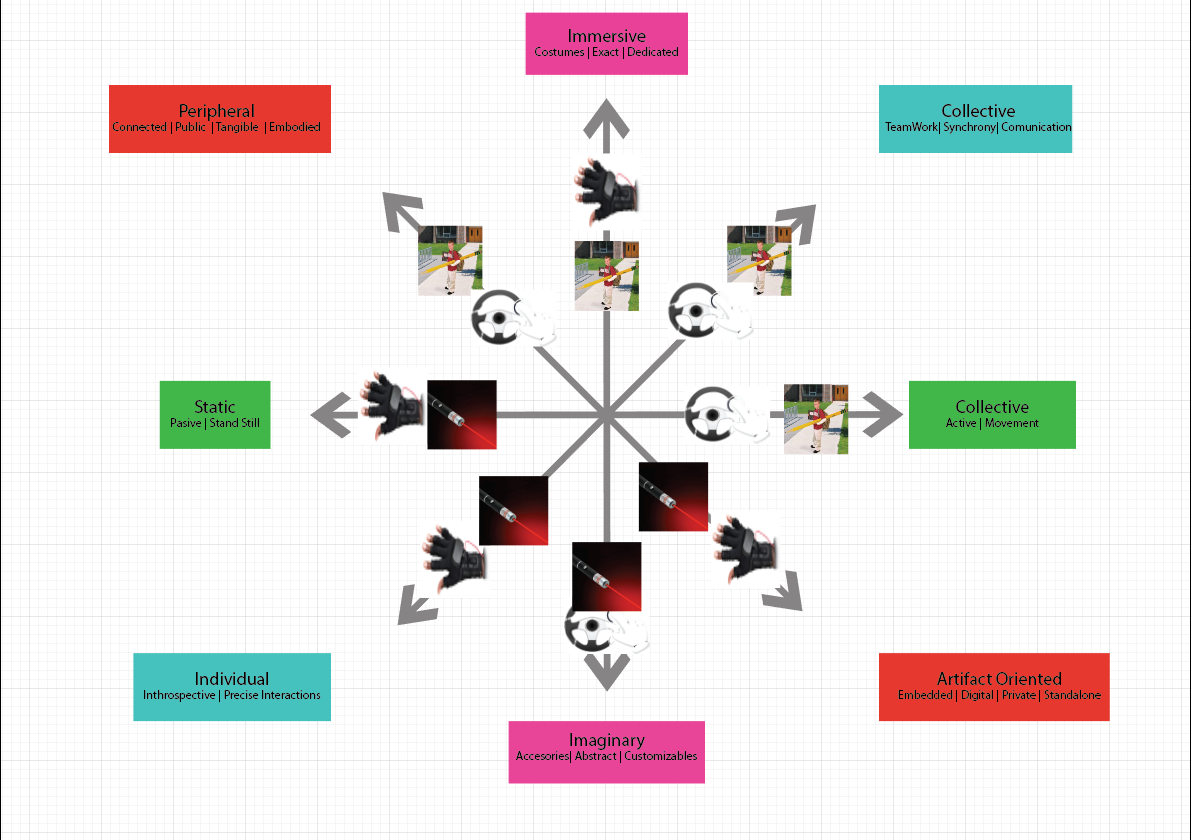 Immersive
Costumes | Exact | Dedicated
Peripheral
Connected | Public | Tangible | Embodied
Collective
TeamWork| Synchrony| Comunication
Static
Pasive | Stand Still
Collective
Active | Movement
Individual
Inthrospective | Precise Interactions
Artifact Oriented
Embedded | Digital | Private | Standalone
Imaginary
Accesories| Abstract | Customizables